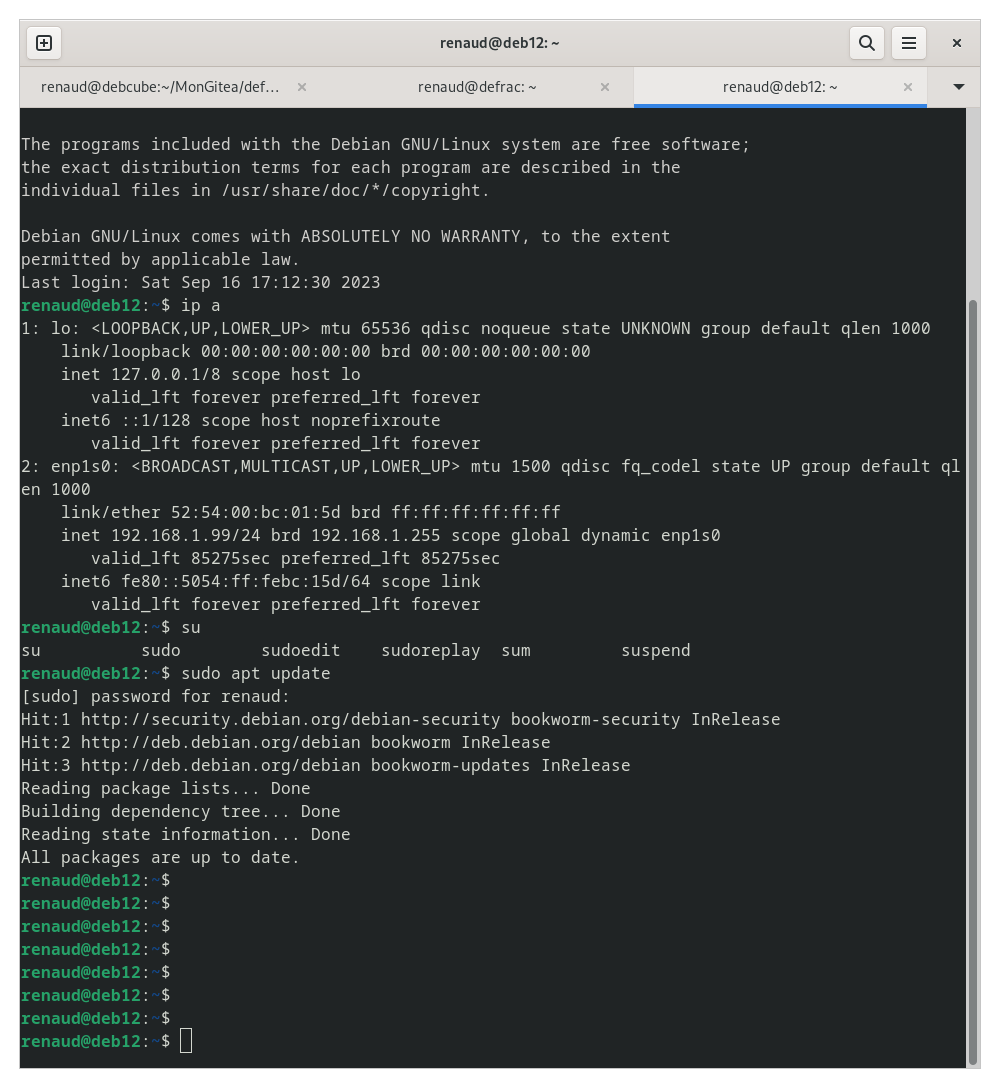 renaud@deb12: ~
renaud@debcube:~/MonGitea/def…
renaud@defrac: ~
renaud@deb12: ~
The programs included with the Debian GNU/Linux system are free software;
the exact distribution terms for each program are described in the
individual files in /usr/share/doc/*/copyright.
Debian GNU/Linux comes with ABSOLUTELY NO WARRANTY, to the extent
permitted by applicable law.
Last login: Sat Sep 16 17:12:30 2023
renaud@deb12:~$ ip a
1: lo: <LOOPBACK,UP,LOWER_UP> mtu 65536 qdisc noqueue state UNKNOWN group default qlen 1000
    link/loopback 00:00:00:00:00:00 brd 00:00:00:00:00:00
    inet 127.0.0.1/8 scope host lo
       valid_lft forever preferred_lft forever
    inet6 ::1/128 scope host noprefixroute
       valid_lft forever preferred_lft forever
2: enp1s0: <BROADCAST,MULTICAST,UP,LOWER_UP> mtu 1500 qdisc fq_codel state UP group default ql
en 1000
    link/ether 52:54:00:bc:01:5d brd ff:ff:ff:ff:ff:ff
    inet 192.168.1.99/24 brd 192.168.1.255 scope global dynamic enp1s0
       valid_lft 85275sec preferred_lft 85275sec
    inet6 fe80::5054:ff:febc:15d/64 scope link
       valid_lft forever preferred_lft forever
renaud@deb12:~$ su
su          sudo        sudoedit    sudoreplay  sum         suspend
renaud@deb12:~$ sudo apt update
[sudo] password for renaud:
Hit:1 http://security.debian.org/debian-security bookworm-security InRelease
Hit:2 http://deb.debian.org/debian bookworm InRelease
Hit:3 http://deb.debian.org/debian bookworm-updates InRelease
Reading package lists... Done
Building dependency tree... Done
Reading state information... Done
All packages are up to date.
renaud@deb12:~$
renaud@deb12:~$
renaud@deb12:~$
renaud@deb12:~$
renaud@deb12:~$
renaud@deb12:~$
renaud@deb12:~$
renaud@deb12:~$